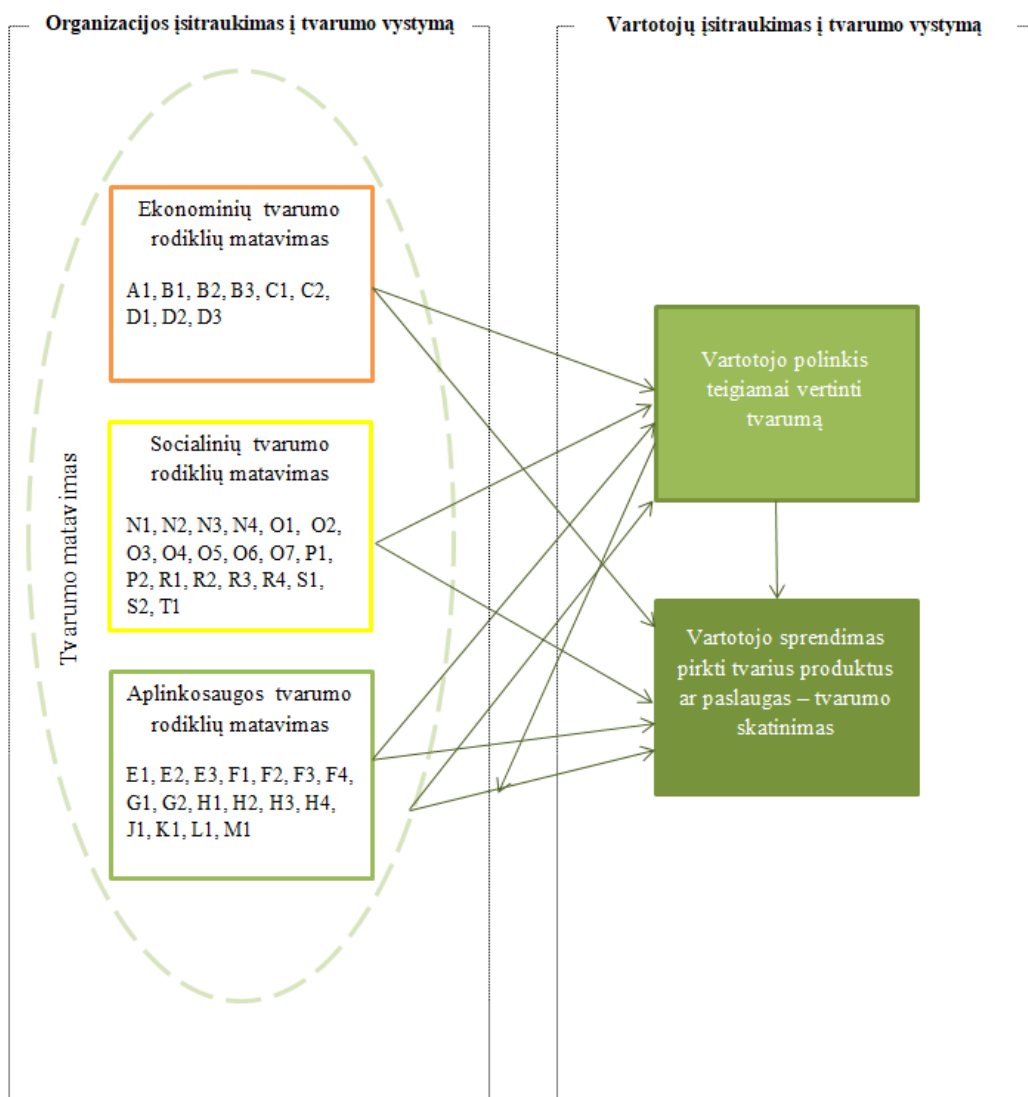 Organizacijos įsitraukimas į tvarumo vystymą
Vartotojų įsitraukimas į tvarumo vystymą
Tvarumo matavimas
Ekonominių tvarumo
rodiklių matavimas
A1, B1, B2, B3, C1, C2,
D1, D2, D3
Socialinių tvarumo
rodiklių matavimas
N1, N2, N3, N4, O1, O2,
O3, O4, O5, O6, O7, P1,
P2, R1, R2, R3, R4, S1,
S2, T1
Aplinkosaugos tvarumo
rodiklių matavimas
E1, E2, E3, F1, F2, F3, F4,
G1, G2, H1, H2, H3, H4,
J1, K1, L1, M1
Vartotojo polinkis
teigiamai vertinti
tvarumą
Vartotojo sprendimas
pirkti tvarius produktus
ar paslaugas – tvarumo
skatinimas